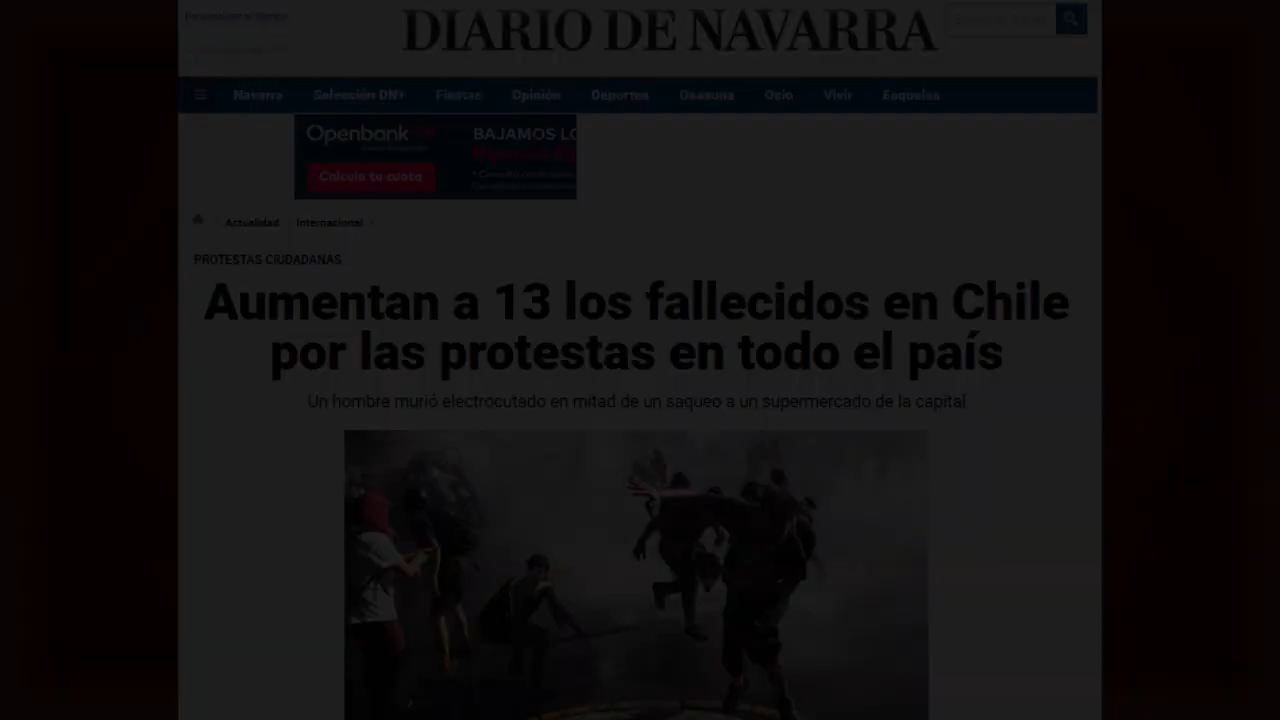 DIARIO DE NAVARRA
Navarra Selección DN+ Fiestas Opinión Deportes Osasuna Ocio Vivir Esquelas
Openbank
BAJAMOS LO
Calcula tu cuota
Actualidad Internacional
PROTESTAS CIUDADANAS
Aumentan a 13 los fallecidos en Chile
por las protestas en todo el país
Un hombre murió electrocutado en mitad de un saqueo a un supermercado de la capital